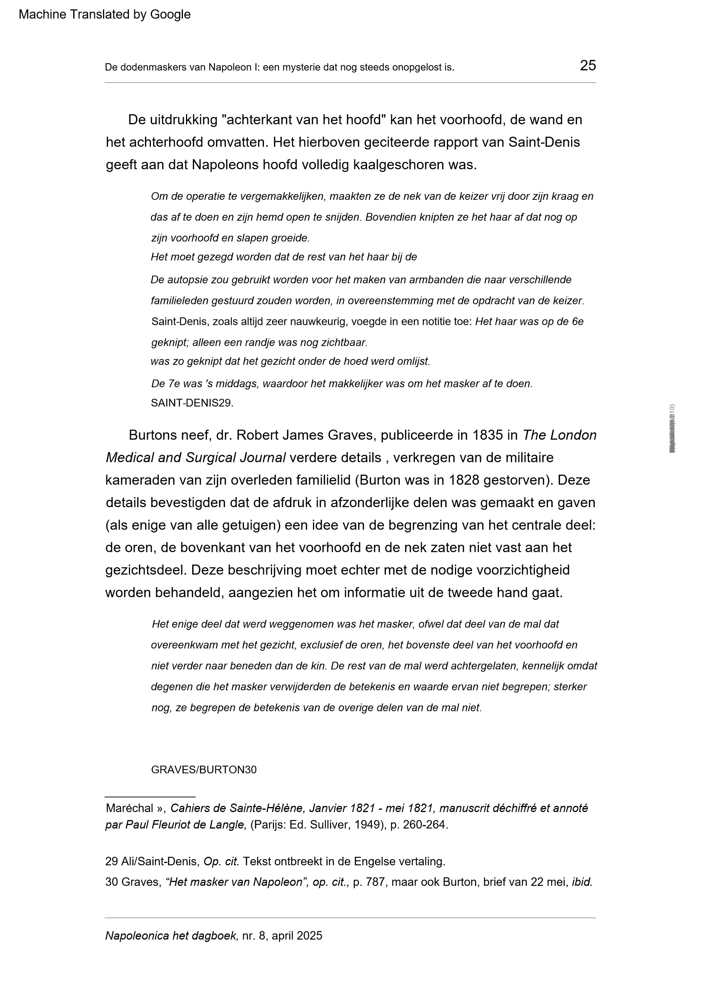 Machine Translated by Google
De dodenmaskers van Napoleon I: een mysterie dat nog steeds onopgelost is.
25
De uitdrukking "achterkant van het hoofd" kan het voorhoofd, de wand en
het achterhoofd omvatten. Het hierboven geciteerde rapport van Saint-Denis
geeft aan dat Napoleons hoofd volledig kaalgeschoren was.
Om de operatie te vergemakkelijken, maakten ze de nek van de keizer vrij door zijn kraag en
das af te doen en zijn hemd open te snijden. Bovendien knipten ze het haar af dat nog op
zijn voorhoofd en slapen groeide.
Het moet gezegd worden dat de rest van het haar bij de
De autopsie zou gebruikt worden voor het maken van armbanden die naar verschillende
familieleden gestuurd zouden worden, in overeenstemming met de opdracht van de keizer.
Saint-Denis, zoals altijd zeer nauwkeurig, voegde in een notitie toe: Het haar was op de 6e
geknipt; alleen een randje was nog zichtbaar.
was zo geknipt dat het gezicht onder de hoed werd omlijst.
De 7e was 's middags, waardoor het makkelijker was om het masker af te doen.
SAINT-DENIS29.
Burtons neef, dr. Robert James Graves, publiceerde in 1835 in The London
Medical and Surgical Journal verdere details , verkregen van de militaire
kameraden van zijn overleden familielid (Burton was in 1828 gestorven). Deze
details bevestigden dat de afdruk in afzonderlijke delen was gemaakt en gaven
(als enige van alle getuigen) een idee van de begrenzing van het centrale deel:
de oren, de bovenkant van het voorhoofd en de nek zaten niet vast aan het
gezichtsdeel. Deze beschrijving moet echter met de nodige voorzichtigheid
worden behandeld, aangezien het om informatie uit de tweede hand gaat.
Het enige deel dat werd weggenomen was het masker, ofwel dat deel van de mal dat
overeenkwam met het gezicht, exclusief de oren, het bovenste deel van het voorhoofd en
niet verder naar beneden dan de kin. De rest van de mal werd achtergelaten, kennelijk omdat
degenen die het masker verwijderden de betekenis en waarde ervan niet begrepen; sterker
nog, ze begrepen de betekenis van de overige delen van de mal niet.
GRAVES/BURTON30
Maréchal », Cahiers de Sainte-Hélène, Janvier 1821 - mei 1821, manuscrit déchiffré et annoté
par Paul Fleuriot de Langle, (Parijs: Ed. Sulliver, 1949), p. 260-264.
29 Ali/Saint-Denis, Op. cit. Tekst ontbreekt in de Engelse vertaling.
30 Graves, “Het masker van Napoleon”, op. cit., p. 787, maar ook Burton, brief van 22 mei, ibid.
Napoleonica het dagboek, nr. 8, april 2025